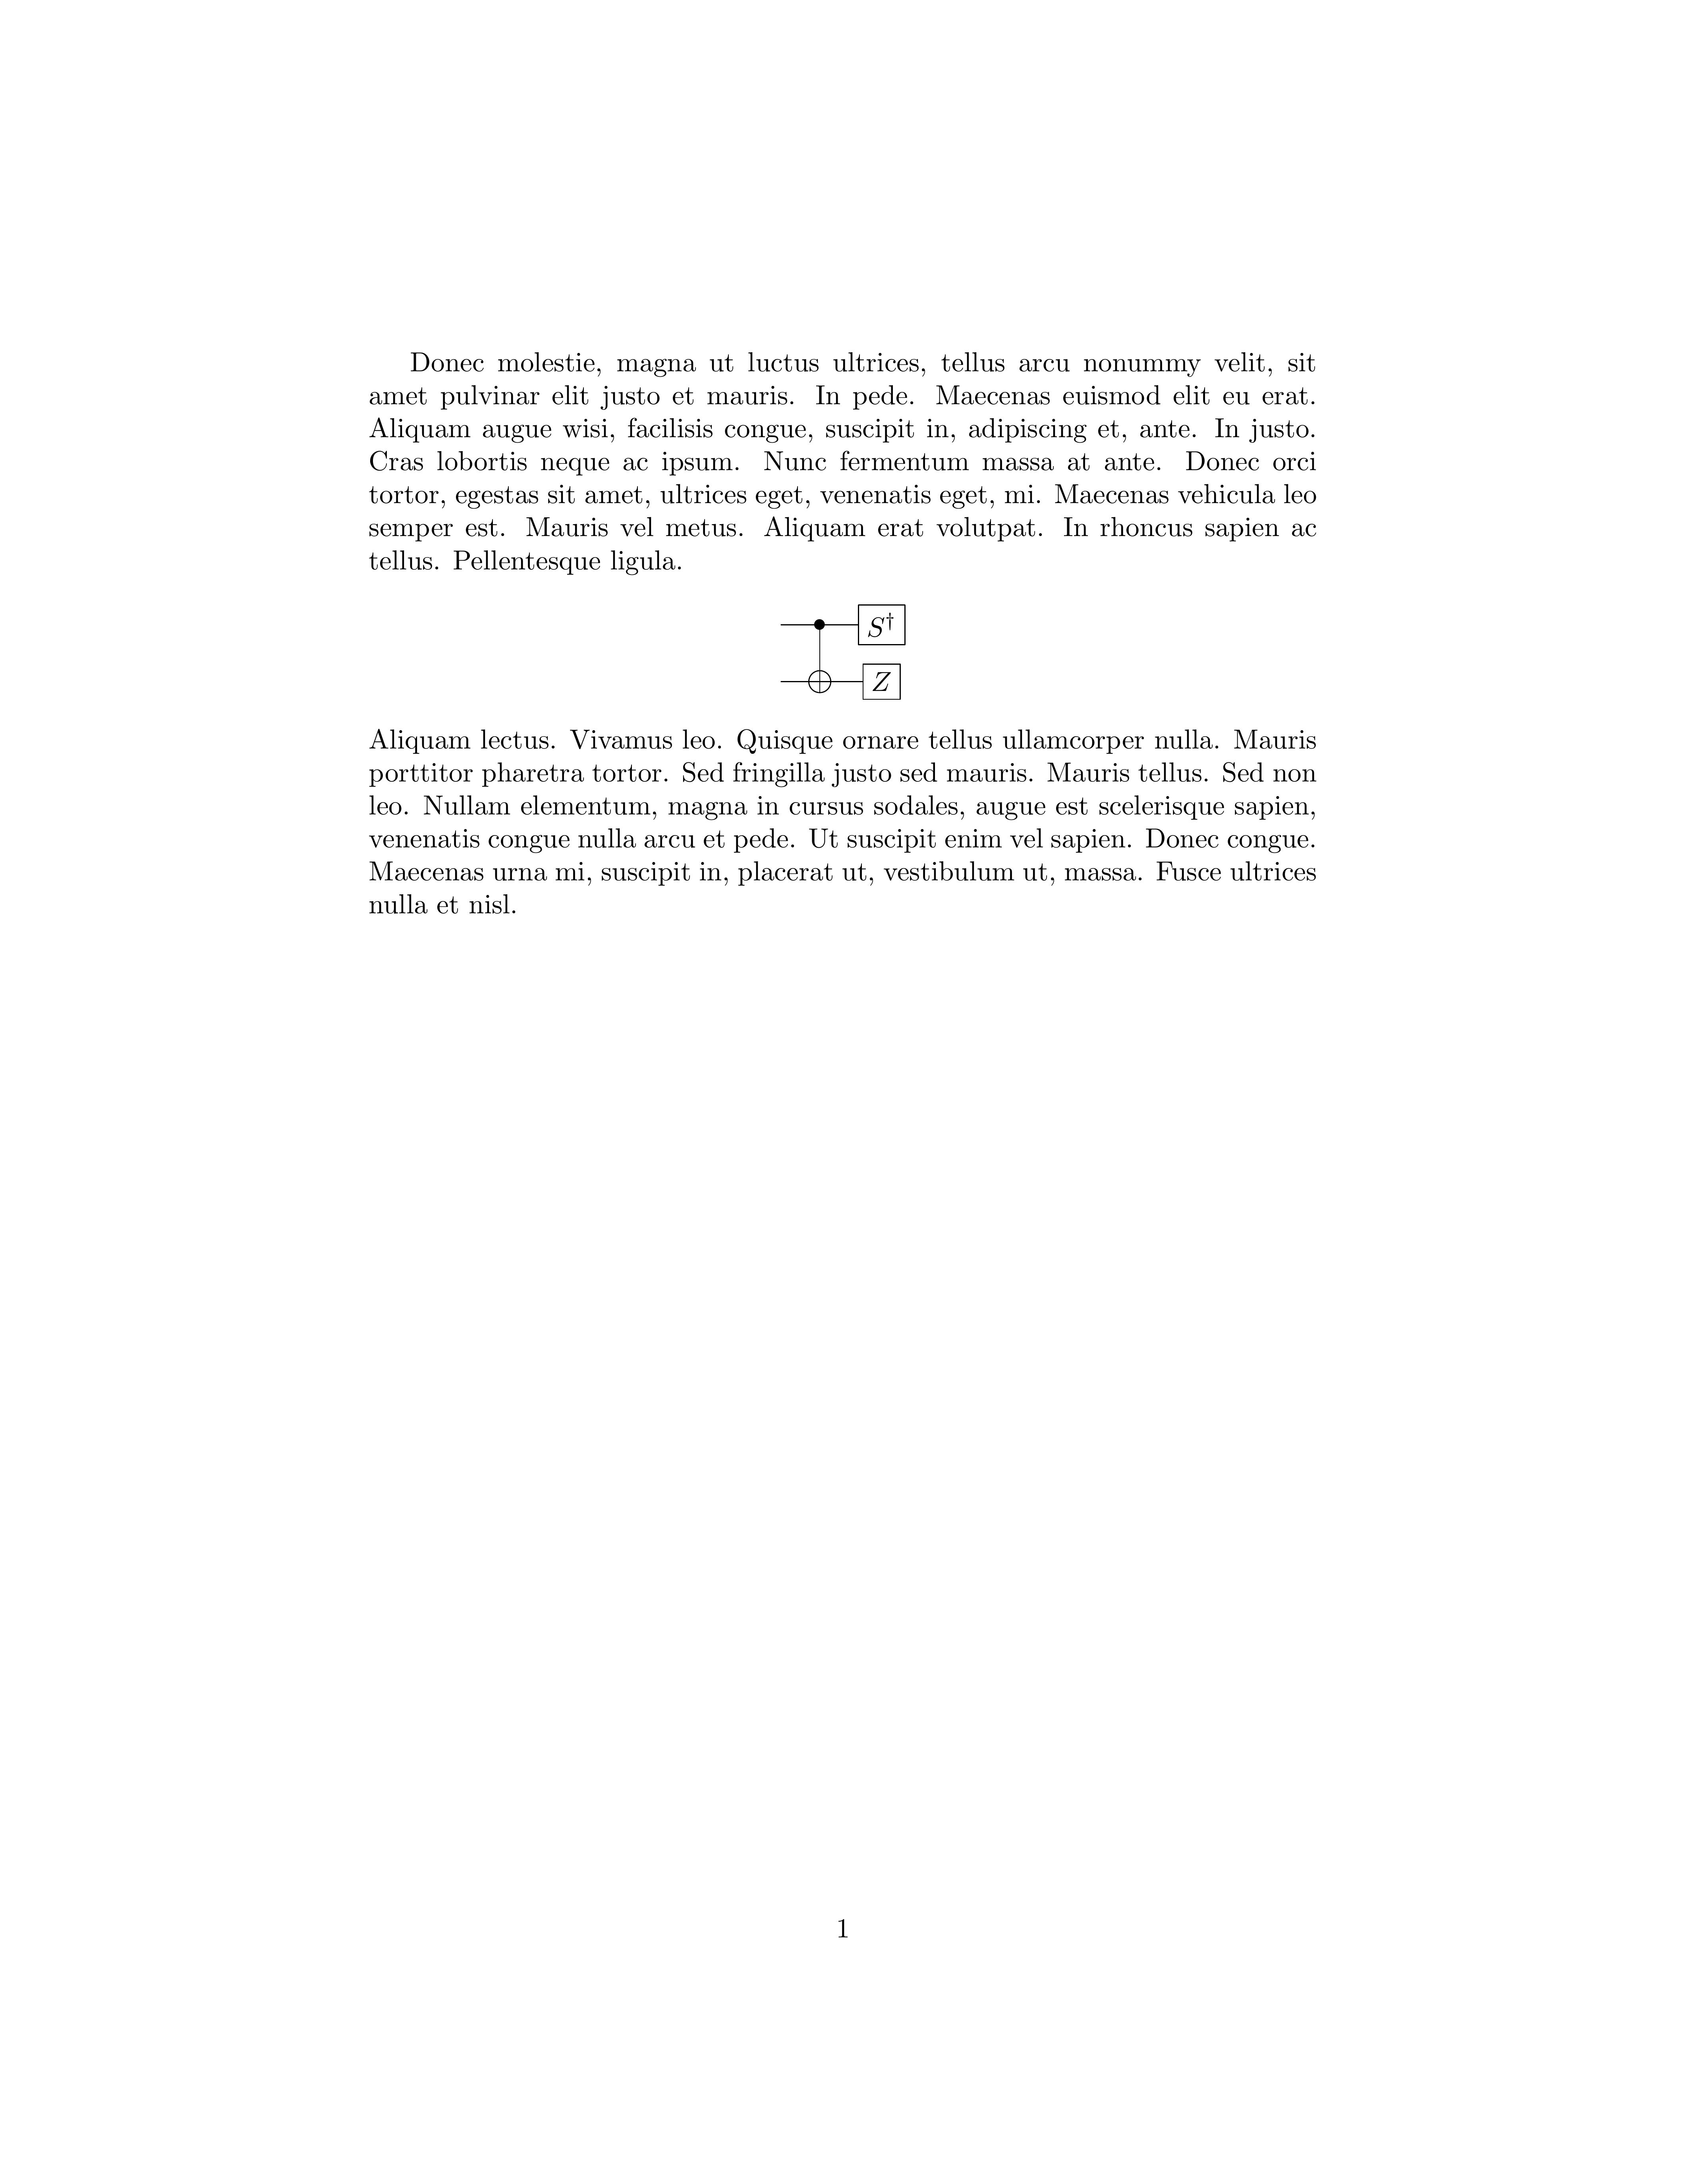 Donec molestie, magna ut luctus ultrices, tellus arcu nonummy velit, sit
amet pulvinar elit justo et mauris. In pede. Maecenas euismod elit eu erat.
Aliquam augue wisi, facilisis congue, suscipit in, adipiscing et, ante. In justo.
Cras lobortis neque ac ipsum. Nunc fermentum massa at ante. Donec orci
tortor, egestas sit amet, ultrices eget, venenatis eget, mi. Maecenas vehicula leo
semper est. Mauris vel metus. Aliquam erat volutpat. In rhoncus sapien ac
tellus. Pellentesque ligula.
S†
Z
Aliquam lectus. Vivamus leo. Quisque ornare tellus ullamcorper nulla. Mauris
porttitor pharetra tortor. Sed fringilla justo sed mauris. Mauris tellus. Sed non
leo. Nullam elementum, magna in cursus sodales, augue est scelerisque sapien,
venenatis congue nulla arcu et pede. Ut suscipit enim vel sapien. Donec congue.
Maecenas urna mi, suscipit in, placerat ut, vestibulum ut, massa. Fusce ultrices
nulla et nisl.
1